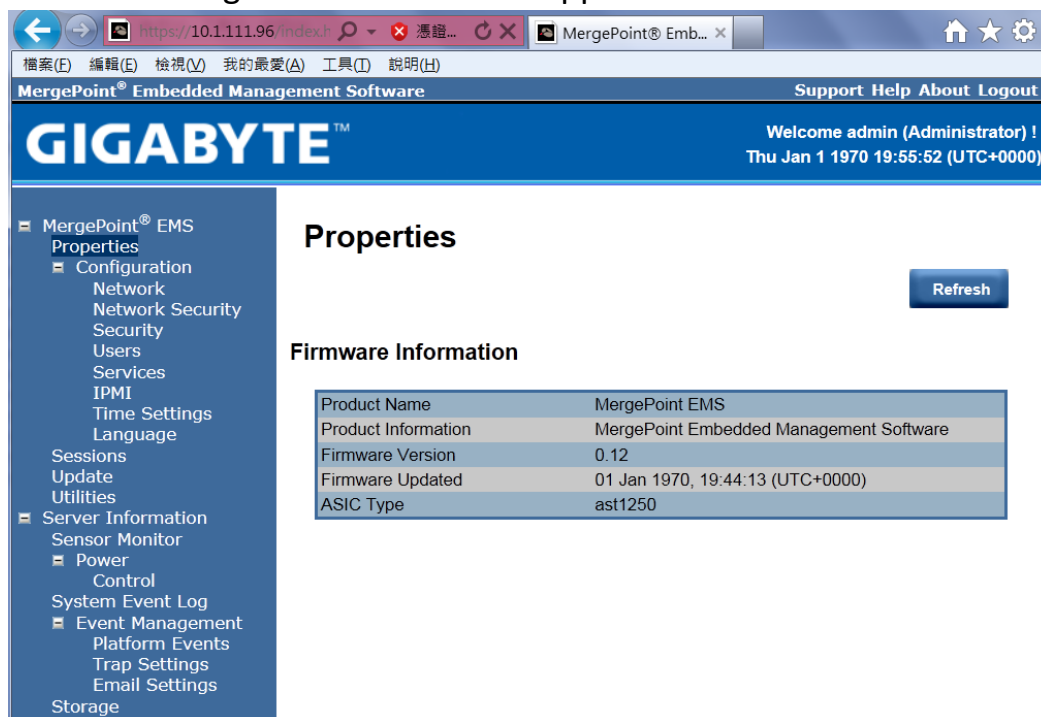 https://10.1.111.96/index.h 憑證... MergePoint® Emb...
檔案(F) 編輯(E) 檢視(V) 我的最愛(A) 工具(T) 說明(H)
MergePoint® Embedded Management Software Support Help About Logout
GIGABYTE™
Welcome admin (Administrator) !
Thu Jan 1 1970 19:55:52 (UTC+0000)
MergePoint® EMS
Properties
Configuration
Network
Network Security
Security
Users
Services
IPMI
Time Settings
Language
Sessions
Update
Utilities
Server Information
Sensor Monitor
Power
Control
System Event Log
Event Management
Platform Events
Trap Settings
Email Settings
Storage
Properties
Refresh
Firmware Information
Product Name MergePoint EMS
Product Information MergePoint Embedded Management Software
Firmware Version 0.12
Firmware Updated 01 Jan 1970, 19:44:13 (UTC+0000)
ASIC Type ast1250